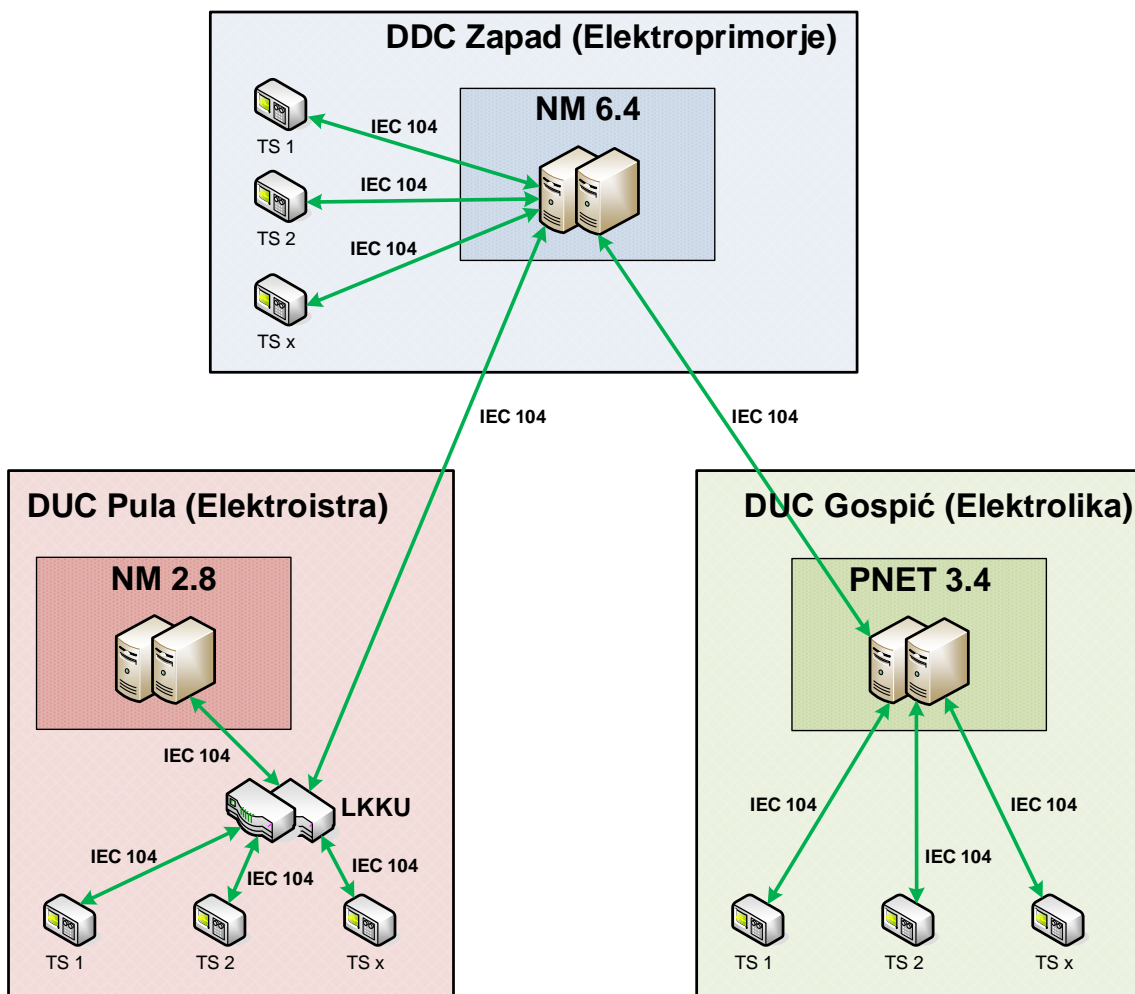 DDC Zapad (Elektroprimorje)
NM 6.4
IEC 104
TS 1
IEC 104
TS 2
IEC 104
TS x
IEC 104
IEC 104
DUC Pula (Elektroistra)
NM 2.8
IEC 104
LKKU
IEC 104
IEC 104
IEC 104
TS 1
TS 2
TS x
DUC Gospić (Elektrolika)
PNET 3.4
IEC 104
IEC 104
IEC 104
TS 1
TS 2
TS x